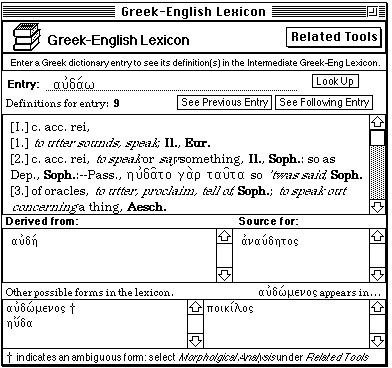 Greek-English Lexicon
Greek-English Lexicon
Related Tools
Enter a Greek dictionary entry to see its definition(s) in the Intermediate Greek-Eng Lexicon.
Entry: αὐδάω
Look Up
Definitions for entry: 9
See Previous Entry
See Following Entry
[I.] c. acc. rei,
[1.] to utter sounds, speak, Il., Eur.
[2.] c. acc. rei, to speak or say something, Il., Soph.: so as
Dep., Soph.:--Pass., ηὐδᾶτο γὰρ ταῦτα so 'twas said, Soph.
[3.] of oracles, to utter, proclaim, tell of, Soph.; to speak out
concerning a thing, Aesch.
Derived from:
Source for:
αὐδή
ἀναύδητος
Other possible forms in the lexicon.
αὐδώμενος appears in...
αὐδώμενος †
ηὔδα
ποικίλος
† indicates an ambiguous form: select Morpholgical Analysis under Related Tools